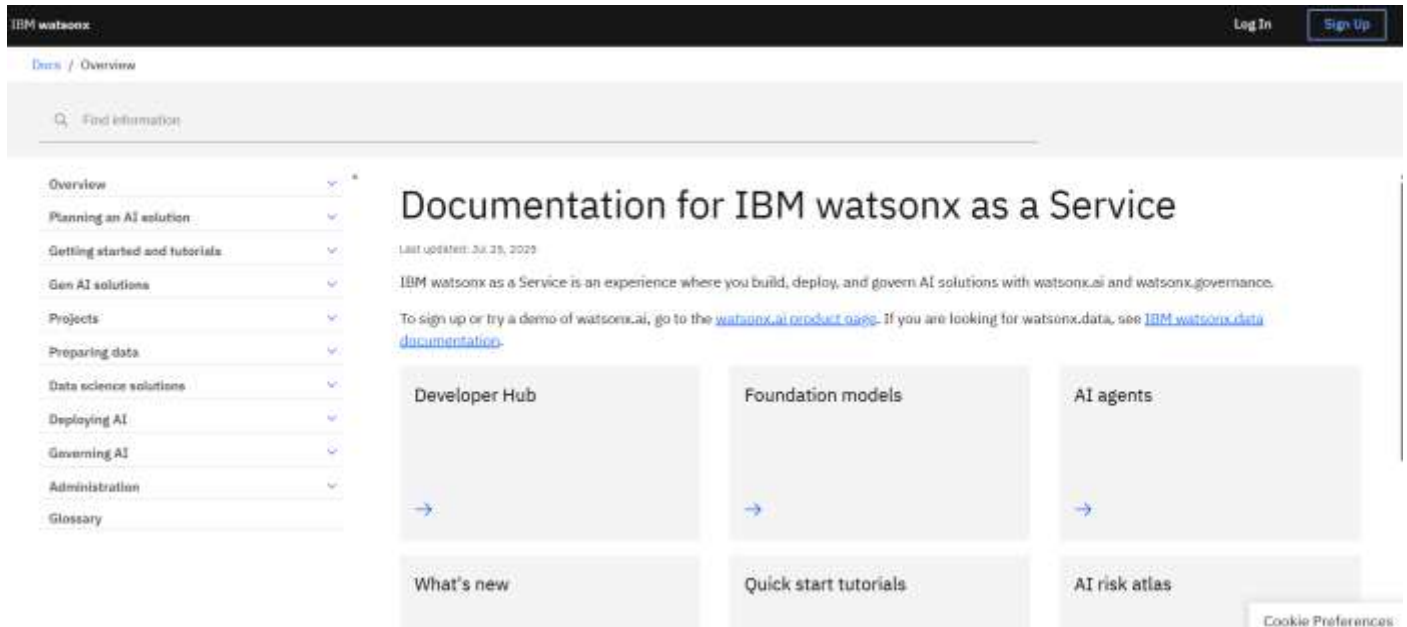 IBM watsonx
Log In
Sign Up
Docs / Overview
Find information
Overview
Planning an AI solution
Getting started and tutorials
Gen AI solutions
Projects
Preparing data
Data science solutions
Deploying AI
Governing AI
Administration
Glossary
Documentation for IBM watsonx as a Service
Last updated: Jul 25, 2025
IBM watsonx as a Service is an experience where you build, deploy, and govern AI solutions with watsonx.ai and watsonx.governance.
To sign up or try a demo of watsonx.ai, go to the watsonx.ai product page. If you are looking for watsonx.data, see IBM watsonx.data
documentation.
Developer Hub
Foundation models
AI agents
What's new
Quick start tutorials
AI risk atlas
Cookie Preferences